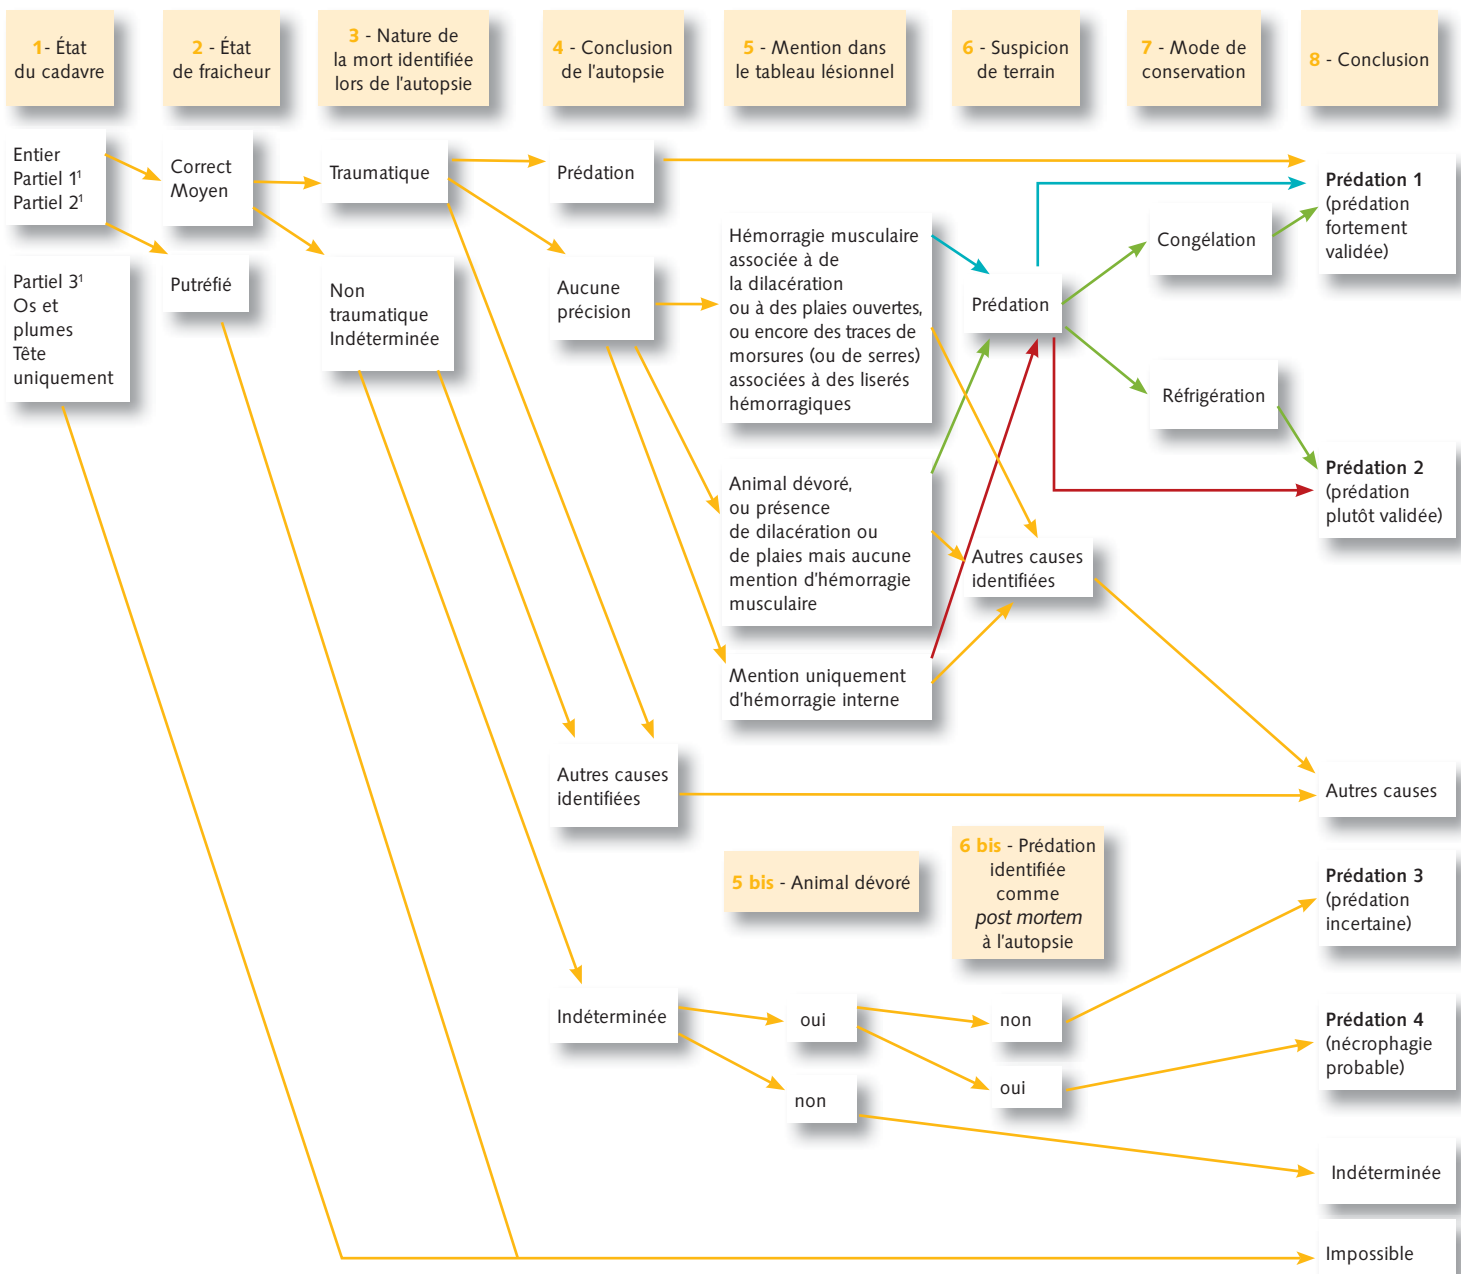 1- État
du cadavre
2 - État
de fraicheur
3 - Nature de
la mort identifiée
lors de l'autopsie
4 - Conclusion
de l'autopsie
5 - Mention dans
le tableau lésionnel
6 - Suspicion
de terrain
7 - Mode de
conservation
8 - Conclusion
Entier
Partiel 1¹
Partiel 2¹
Correct
Moyen
Traumatique
Prédation
Prédation 1
(prédation
fortement
validée)
Hémorragie musculaire
associée à de
la dilacération
ou à des plaies ouvertes,
ou encore des traces de
morsures (ou de serres)
associées à des liserés
hémorragiques
Congélation
Partiel 3¹
Os et
plumes
Tête
uniquement
Putréfié
Non
traumatique
Indéterminée
Aucune
précision
Prédation
Réfrigération
Prédation 2
(prédation
plutôt validée)
Animal dévoré,
ou présence
de dilacération ou
de plaies mais aucune
mention d'hémorragie
musculaire
Autres causes
identifiées
Mention uniquement
d'hémorragie interne
Autres causes
identifiées
Autres causes
5 bis - Animal dévoré
6 bis - Prédation
identifiée
comme
post mortem
à l'autopsie
Prédation 3
(prédation
incertaine)
Indéterminée
oui
non
Prédation 4
(nécrophagie
probable)
non
oui
Indéterminée
Impossible